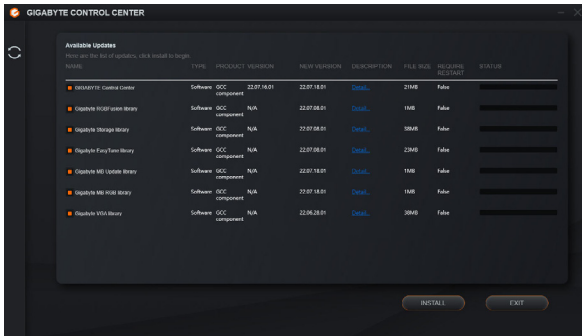 GIGABYTE CONTROL CENTER
Available Updates
Here are the list of updates, click install to begin
NAME TYPE PRODUCT VERSION NEW VERSION DESCRIPTION FILE SIZE REQUIRE RESTART STATUS
GIGABYTE Control Center Software GCC component 22.07.16.01 22.07.18.01 Detail... 21MB False
Gigabyte RGBFusion library Software GCC component N/A 22.07.08.01 Detail... 1MB False
Gigabyte Storage library Software GCC component N/A 22.07.08.01 Detail... 38MB False
Gigabyte EasyTune library Software GCC component N/A 22.07.08.01 Detail... 23MB False
Gigabyte MB Update library Software GCC component N/A 22.07.18.01 Detail... 1MB False
Gigabyte MB RGB library Software GCC component N/A 22.07.18.01 Detail... 1MB False
Gigabyte VGA library Software GCC component N/A 22.06.28.01 Detail... 38MB False
INSTALL EXIT